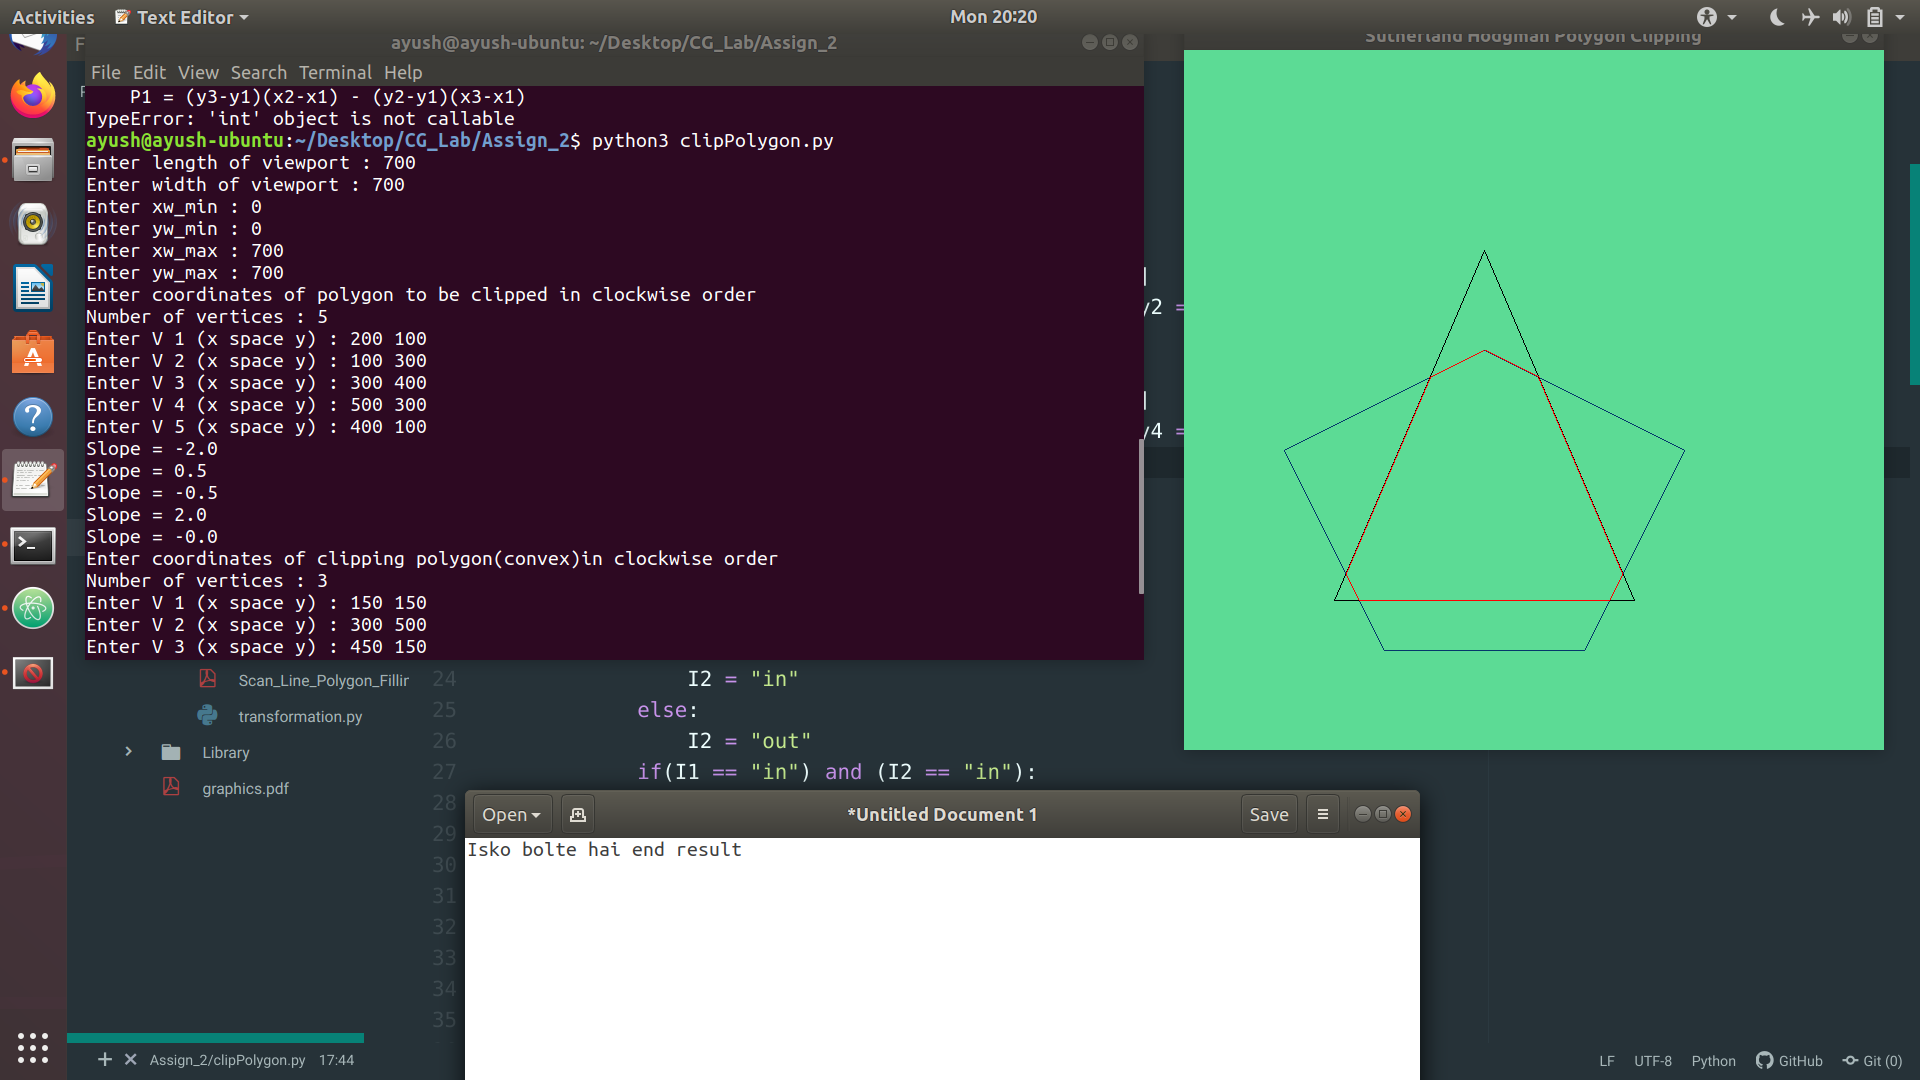 Activities Text Editor Mon 20:20
ayush@ayush-ubuntu: ~/Desktop/CG_Lab/Assign_2
File Edit View Search Terminal Help
P1 = (y3-y1)(x2-x1) - (y2-y1)(x3-x1)
TypeError: 'int' object is not callable
ayush@ayush-ubuntu:~/Desktop/CG_Lab/Assign_2$ python3 clipPolygon.py
Enter length of viewport : 700
Enter width of viewport : 700
Enter xw_min : 0
Enter yw_min : 0
Enter xw_max : 700
Enter yw_max : 700
Enter coordinates of polygon to be clipped in clockwise order
Number of vertices : 5
Enter V 1 (x space y) : 200 100
Enter V 2 (x space y) : 100 300
Enter V 3 (x space y) : 300 400
Enter V 4 (x space y) : 500 300
Enter V 5 (x space y) : 400 100
Slope = -2.0
Slope = 0.5
Slope = -0.5
Slope = 2.0
Slope = -0.0
Enter coordinates of clipping polygon(convex)in clockwise order
Number of vertices : 3
Enter V 1 (x space y) : 150 150
Enter V 2 (x space y) : 300 500
Enter V 3 (x space y) : 450 150
Sutherland Hodgman Polygon Clipping
y2 =
y4 =
Scan_Line_Polygon_Fillir
transformation.py
Library
graphics.pdf
24 I2 = "in"
25 else:
26 I2 = "out"
27 if(I1 == "in") and (I2 == "in"):
28
29
30
31
32
33
34
35
Open *Untitled Document 1 Save
Isko bolte hai end result
Assign_2/clipPolygon.py 17:44
LF UTF-8 Python GitHub Git (0)